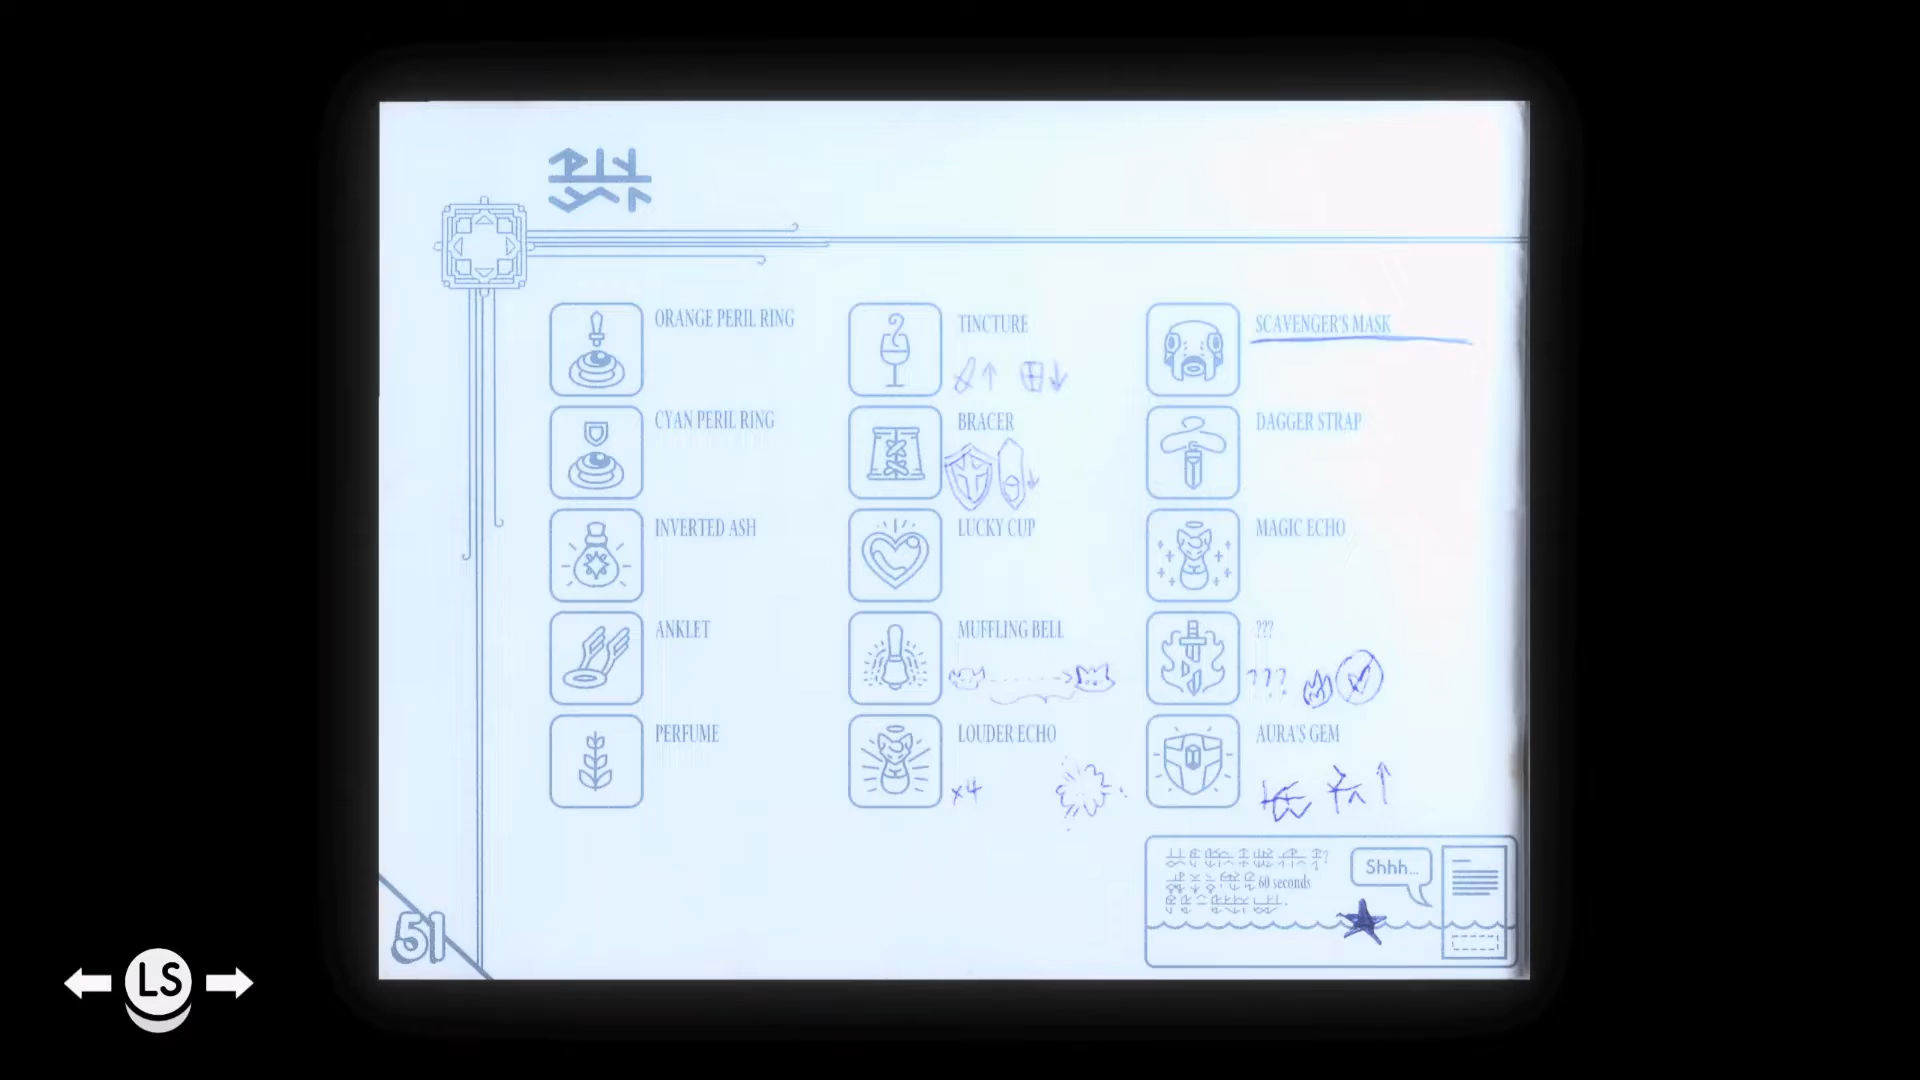 ORANGE PERIL RING
CYAN PERIL RING
INVERTED ASH
ANKLET
PERFUME
TINCTURE
BRACER
LUCKY CUP
MUFFLING BELL
LOUDER ECHO
x4
SCAVENGER'S MASK
DAGGER STRAP
MAGIC ECHO
???
???
AURA'S GEM
60 seconds
Shhh...
51
LS